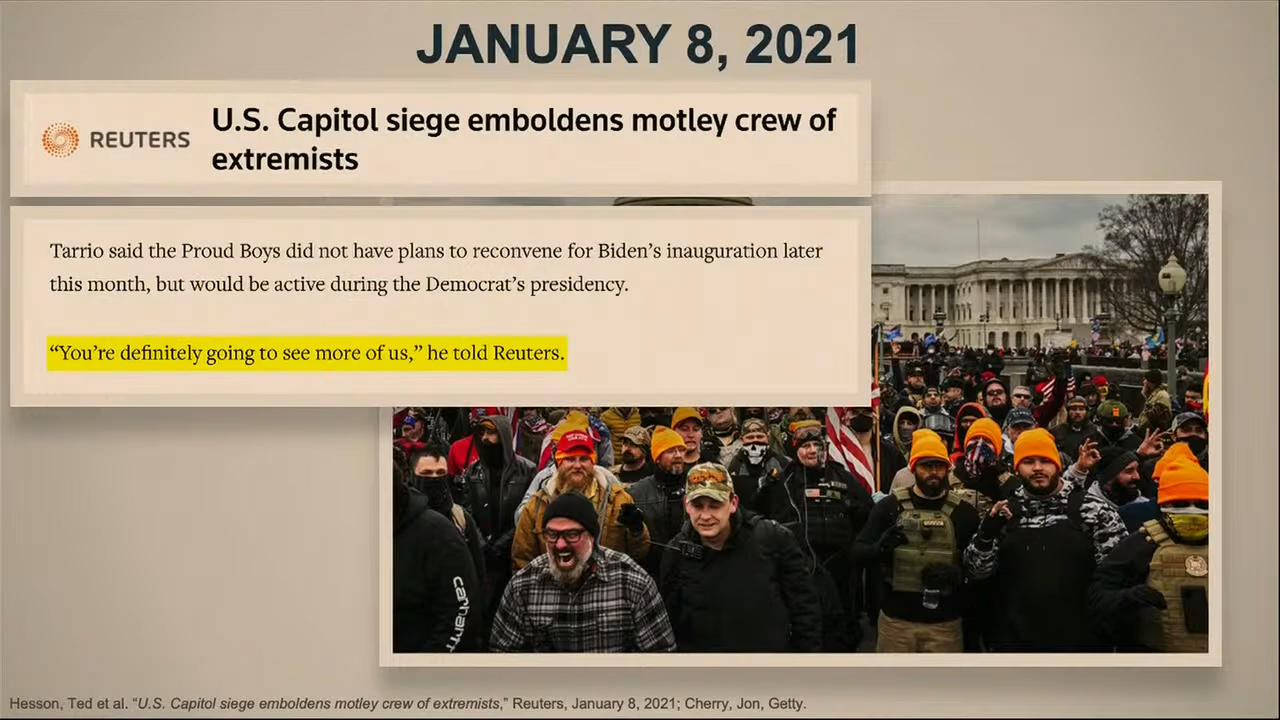 JANUARY 8, 2021
REUTERS
U.S. Capitol siege emboldens motley crew of
extremists
Tarrio said the Proud Boys did not have plans to reconvene for Biden’s inauguration later
this month, but would be active during the Democrat’s presidency.
“You’re definitely going to see more of us,” he told Reuters.
carhartt
Hesson, Ted et al. “U.S. Capitol siege emboldens motley crew of extremists,” Reuters, January 8, 2021; Cherry, Jon, Getty.